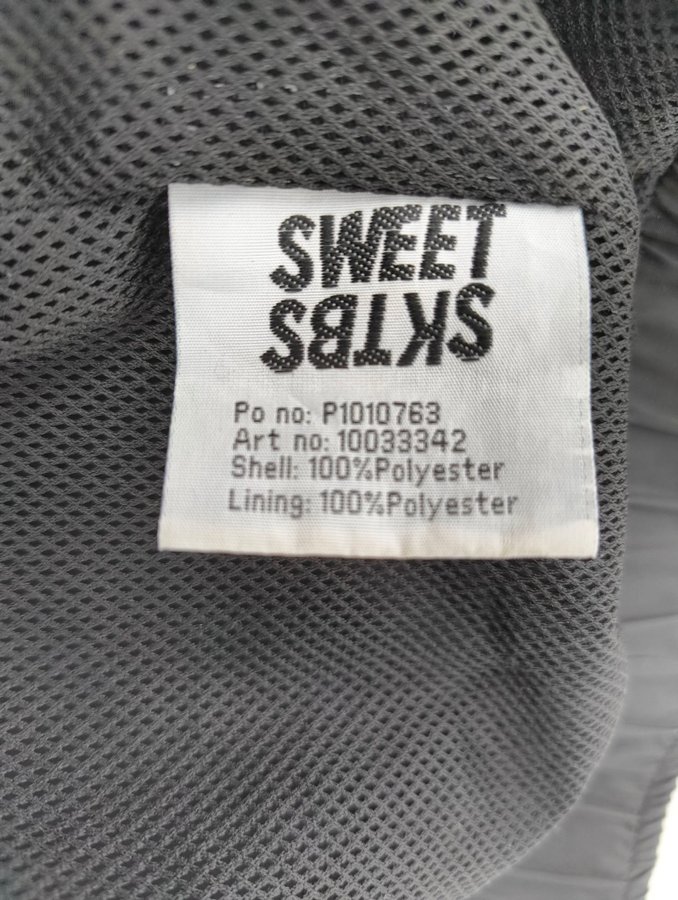 SWEET
SKTBS
Po no: P1010763
Art no: 10033342
Shell: 100%Polyester
Lining: 100%Polyester